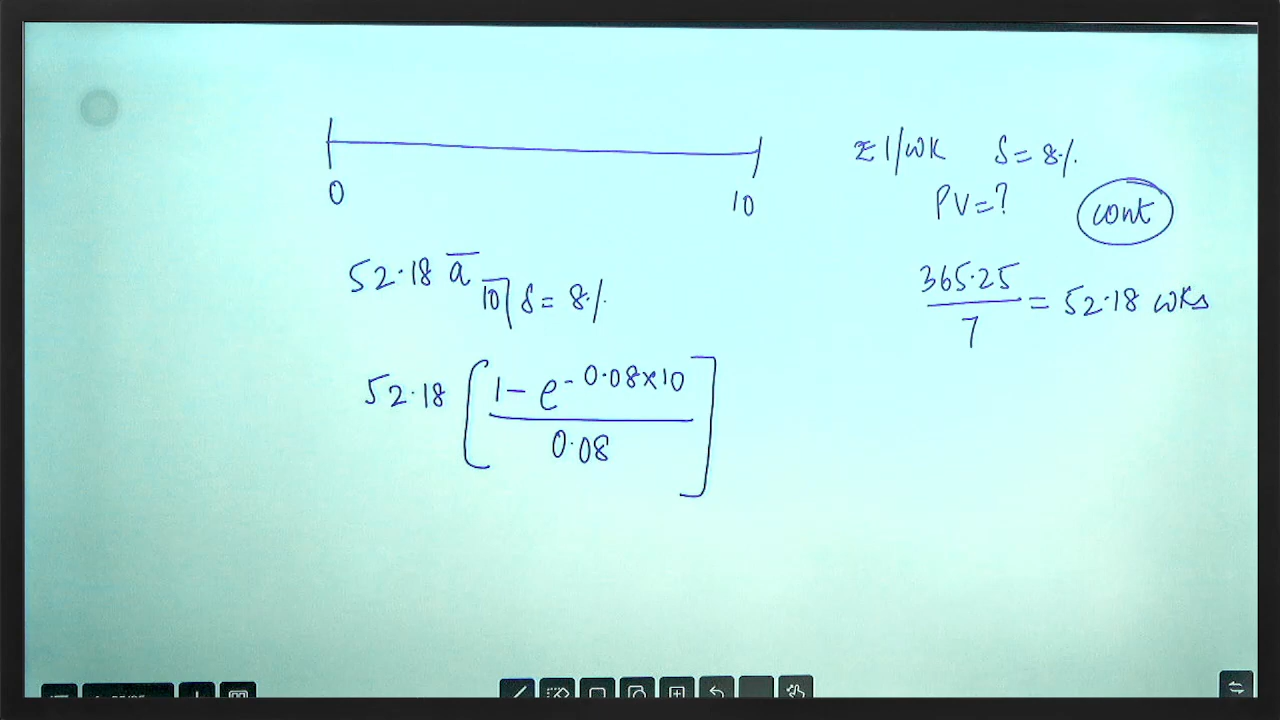 ₹1/wk δ = 8%
0 10 PV = ?
cont
52.18 a̅ 10| δ = 8%
365.25 / 7 = 52.18 wks
52.18 [ (1 - e^-0.08×10) / 0.08 ]